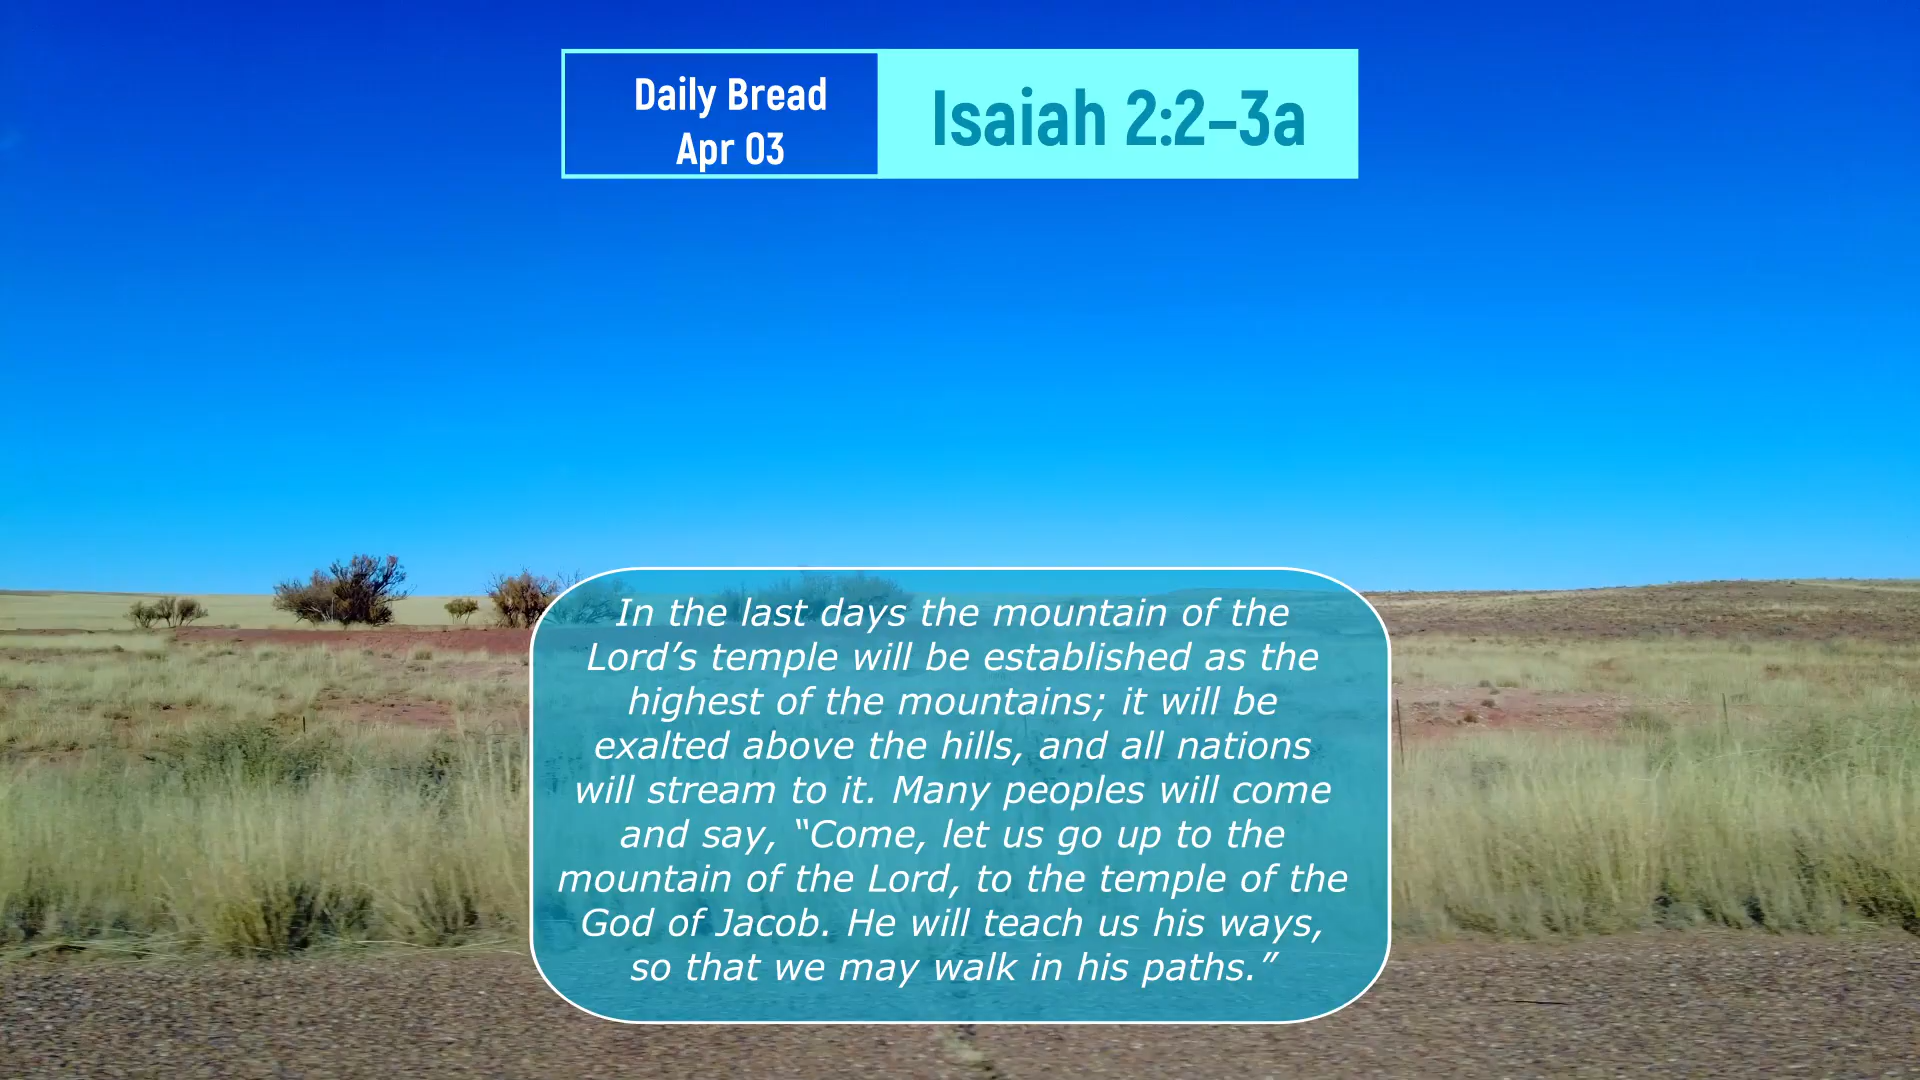 Daily Bread
Apr 03
Isaiah 2:2–3a
In the last days the mountain of the
Lord’s temple will be established as the
highest of the mountains; it will be
exalted above the hills, and all nations
will stream to it. Many peoples will come
and say, “Come, let us go up to the
mountain of the Lord, to the temple of the
God of Jacob. He will teach us his ways,
so that we may walk in his paths.”